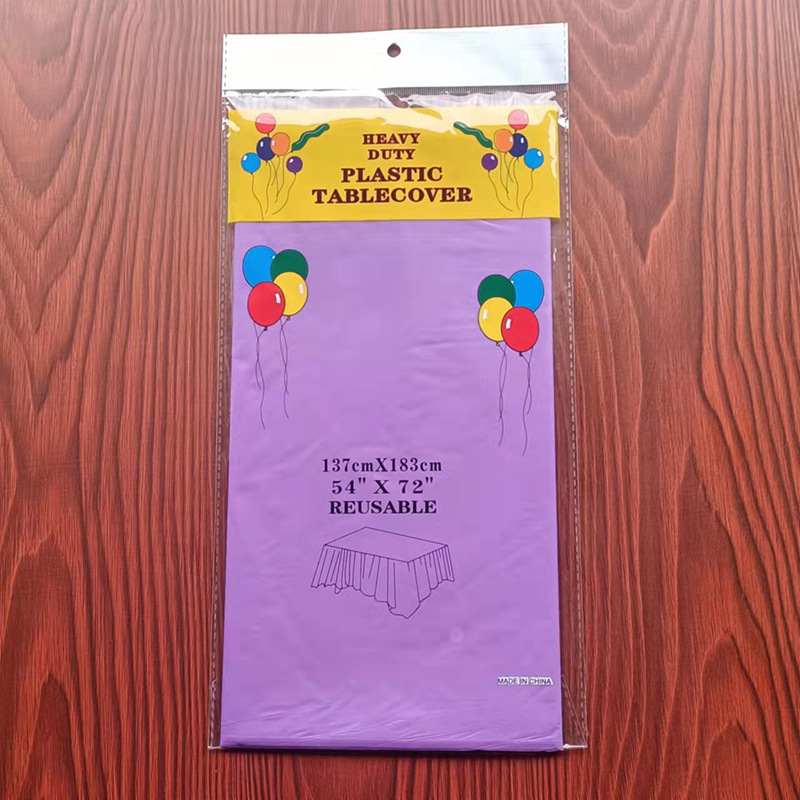 HEAVY
DUTY
PLASTIC
TABLECOVER
137cmX183cm
54" X 72"
REUSABLE
MADE IN CHINA